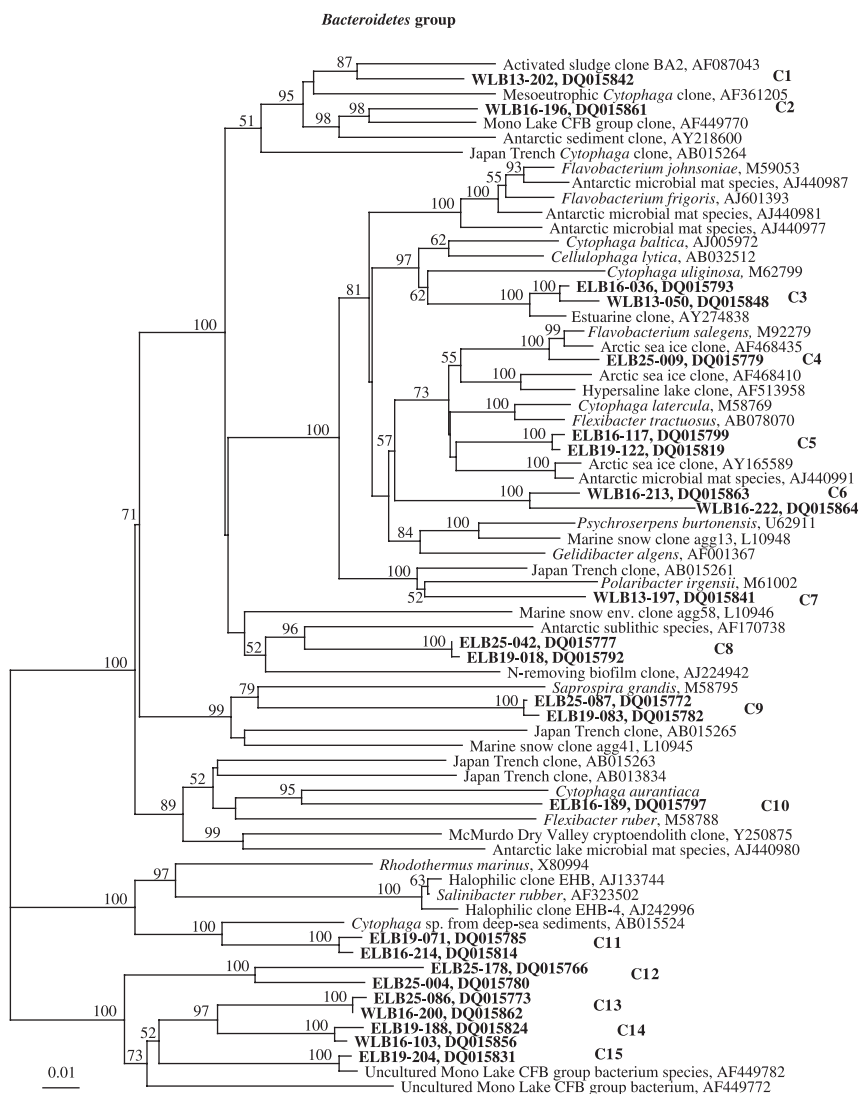 Bacteroidetes group
87
Activated sludge clone BA2, AF087043
C1
WLB13-202, DQ015842
95
Mesoeutrophic Cytophaga clone, AF361205
98
WLB16-196, DQ015861
C2
51
98
Mono Lake CFB group clone, AF449770
Antarctic sediment clone, AY218600
Japan Trench Cytophaga clone, AB015264
93
Flavobacterium johnsoniae, M59053
55
Antarctic microbial mat species, AJ440987
100
Flavobacterium frigoris, AJ601393
100
Antarctic microbial mat species, AJ440981
Antarctic microbial mat species, AJ440977
62
Cytophaga baltica, AJ005972
97
Cellulophaga lytica, AB032512
Cytophaga uliginosa, M62799
81
62
100
ELB16-036, DQ015793
C3
100
WLB13-050, DQ015848
Estuarine clone, AY274838
100
99
Flavobacterium salegens, M92279
55
100
Arctic sea ice clone, AF468435
ELB25-009, DQ015779
C4
100
Arctic sea ice clone, AF468410
73
Hypersaline lake clone, AF513958
100
Cytophaga latercula, M58769
Flexibacter tractuosus, AB078070
100
100
ELB16-117, DQ015799
C5
57
ELB19-122, DQ015819
100
Arctic sea ice clone, AY165589
Antarctic microbial mat species, AJ440991
100
WLB16-213, DQ015863
C6
WLB16-222, DQ015864
71
84
100
Psychroserpens burtonensis, U62911
Marine snow clone agg13, L10948
Gelidibacter algens, AF001367
100
Japan Trench clone, AB015261
Polaribacter irgensii, M61002
52
WLB13-197, DQ015841
C7
Marine snow env. clone agg58, L10946
96
Antarctic sublithic species, AF170738
52
100
ELB25-042, DQ015777
C8
ELB19-018, DQ015792
100
N-removing biofilm clone, AJ224942
79
Saprospira grandis, M58795
99
100
ELB25-087, DQ015772
C9
ELB19-083, DQ015782
Japan Trench clone, AB015265
Marine snow clone agg41, L10945
Japan Trench clone, AB015263
52
Japan Trench clone, AB013834
95
Cytophaga aurantiaca
89
ELB16-189, DQ015797
C10
Flexibacter ruber, M58788
99
McMurdo Dry Valley cryptoendolith clone, Y250875
Antarctic lake microbial mat species, AJ440980
97
Rhodothermus marinus, X80994
63
Halophilic clone EHB, AJ133744
100
Salinibacter rubber, AF323502
100
Halophilic clone EHB-4, AJ242996
100
Cytophaga sp. from deep-sea sediments, AB015524
100
ELB19-071, DQ015785
C11
ELB16-214, DQ015814
100
ELB25-178, DQ015766
C12
ELB25-004, DQ015780
100
97
100
ELB25-086, DQ015773
C13
WLB16-200, DQ015862
52
100
ELB19-188, DQ015824
C14
WLB16-103, DQ015856
73
100
ELB19-204, DQ015831
C15
Uncultured Mono Lake CFB group bacterium species, AF449782
Uncultured Mono Lake CFB group bacterium, AF449772
0.01